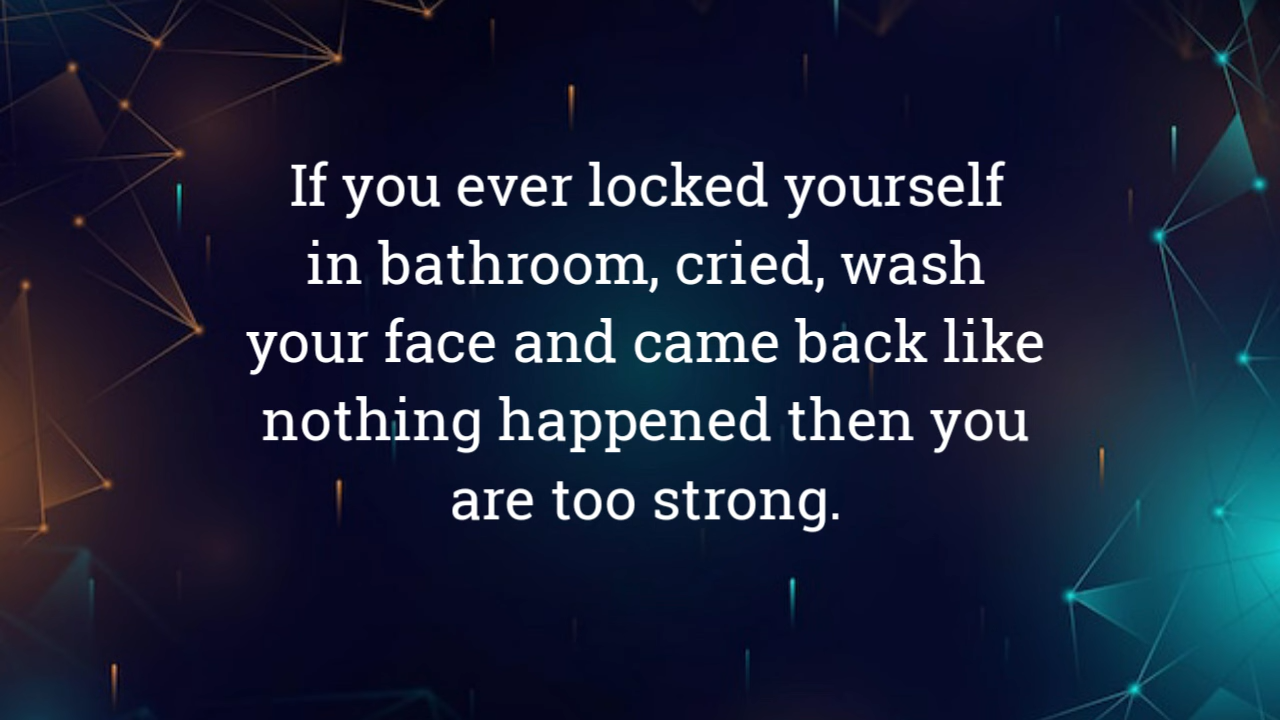 If you ever locked yourself
in bathroom, cried, wash
your face and came back like
nothing happened then you
are too strong.